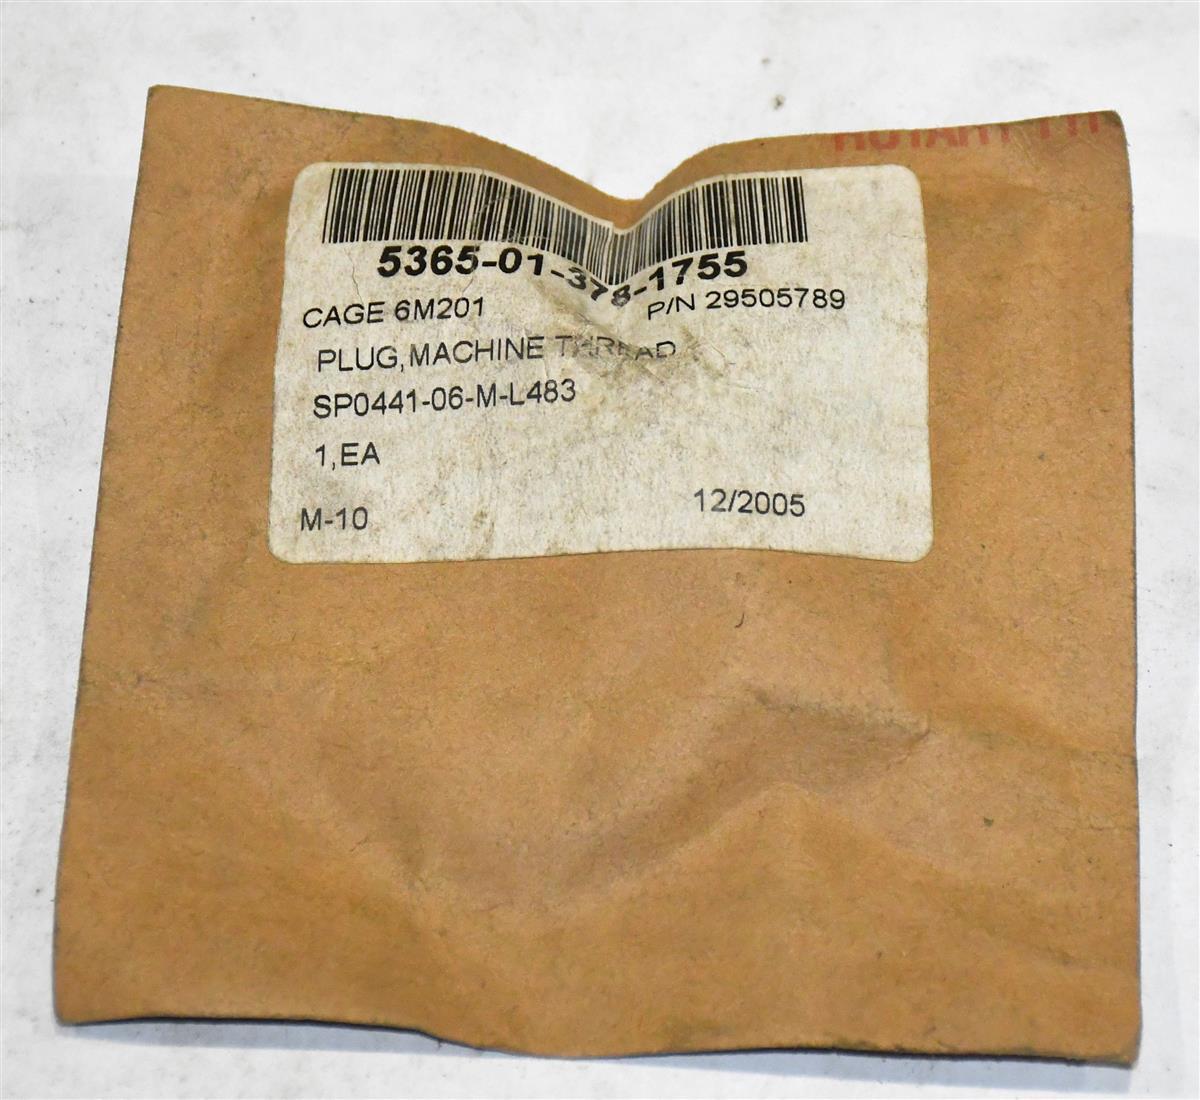 5365-01-378-1755
CAGE 6M201 P/N 29505789
PLUG,MACHINE THREAD
SP0441-06-M-L483
1,EA
M-10 12/2005